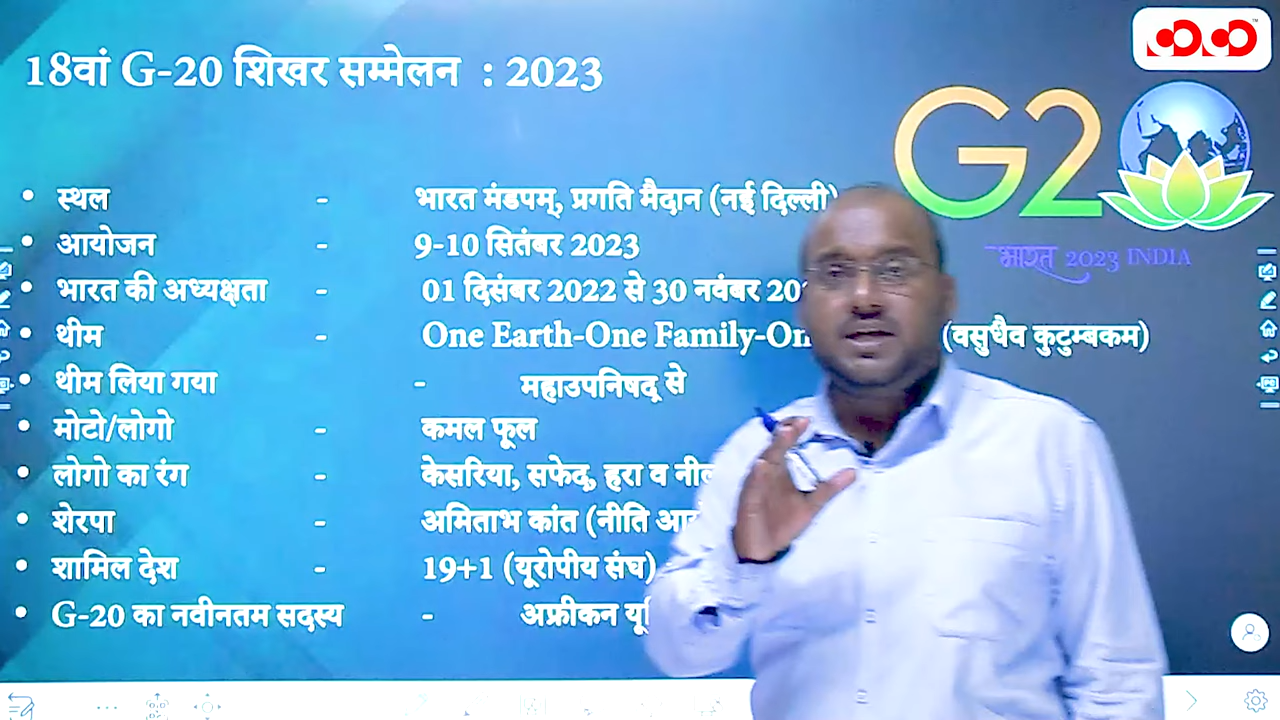 18वां G-20 शिखर सम्मेलन : 2023
G2
भारत 2023 INDIA
• स्थल - भारत मंडपम्, प्रगति मैदान (नई दिल्ली)
• आयोजन - 9-10 सितंबर 2023
• भारत की अध्यक्षता - 01 दिसंबर 2022 से 30 नवंबर
• थीम - One Earth-One Family- (वसुधैव कुटुम्बकम)
• थीम लिया गया - महाउपनिषद् से
• मोटो/लोगो - कमल फूल
• लोगो का रंग - केसरिया, सफेद, हरा व
• शेरपा - अमिताभ कांत (नीति
• शामिल देश - 19+1 (यूरोपीय संघ)
• G-20 का नवीनतम सदस्य - अफ्रीकन